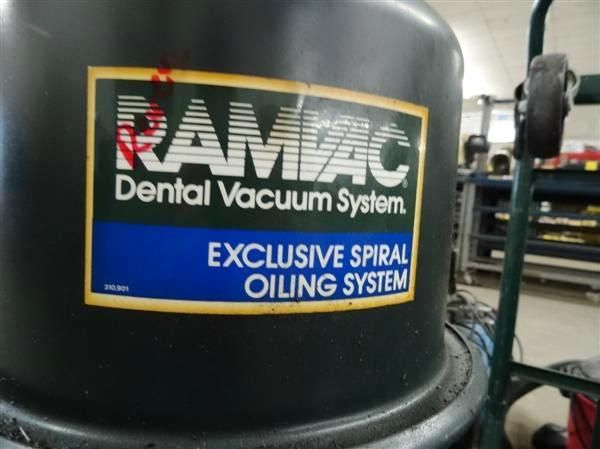 RAMVAC®
Dental Vacuum System.
EXCLUSIVE SPIRAL
OILING SYSTEM
310,901